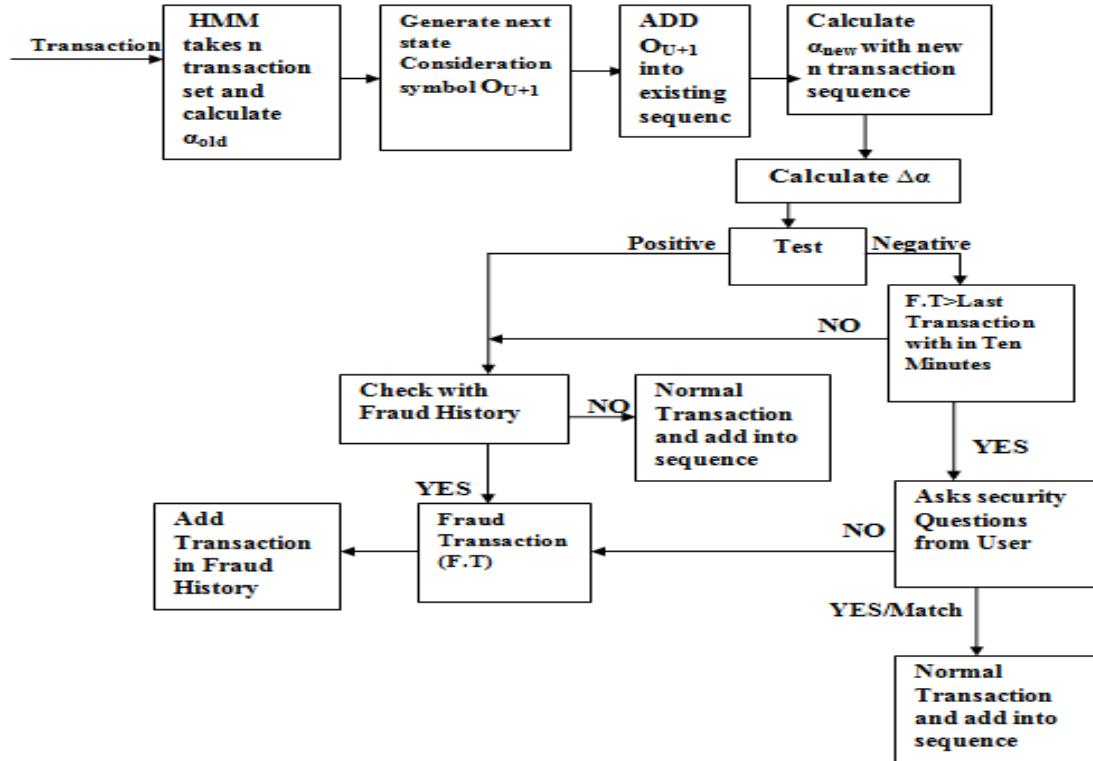 Transaction
HMM
takes n
transaction
set and
calculate
αold
Generate next
state
Consideration
symbol OU+1
ADD
OU+1
into
existing
sequenc
Calculate
αnew with new
n transaction
sequence
Calculate Δα
Positive
Test
Negative
F.T>Last
Transaction
with in Ten
Minutes
NO
Check with
Fraud History
NO
Normal
Transaction
and add into
sequence
YES
YES
Asks security
Questions
from User
Add
Transaction
in Fraud
History
Fraud
Transaction
(F.T)
NO
YES/Match
Normal
Transaction
and add into
sequence